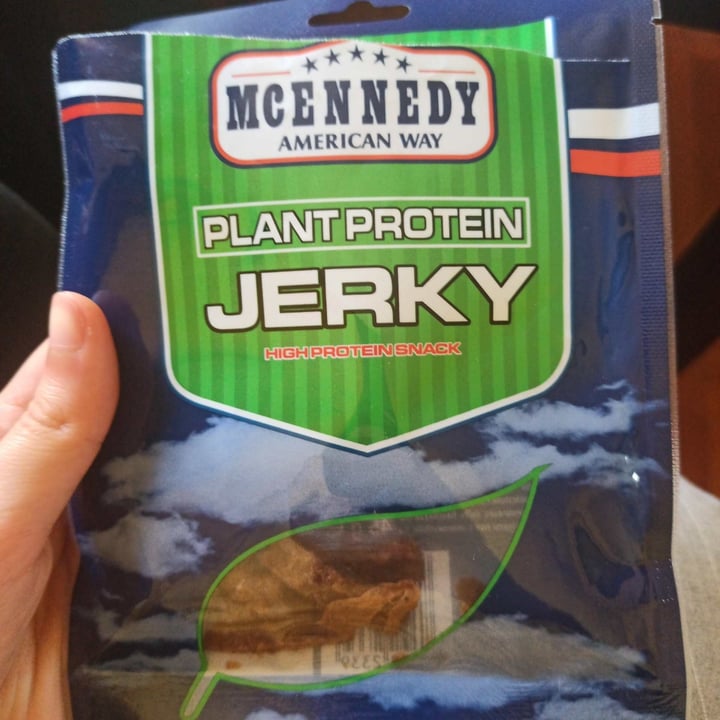 MCENNEDY
AMERICAN WAY
PLANT PROTEIN
JERKY
HIGH PROTEIN SNACK